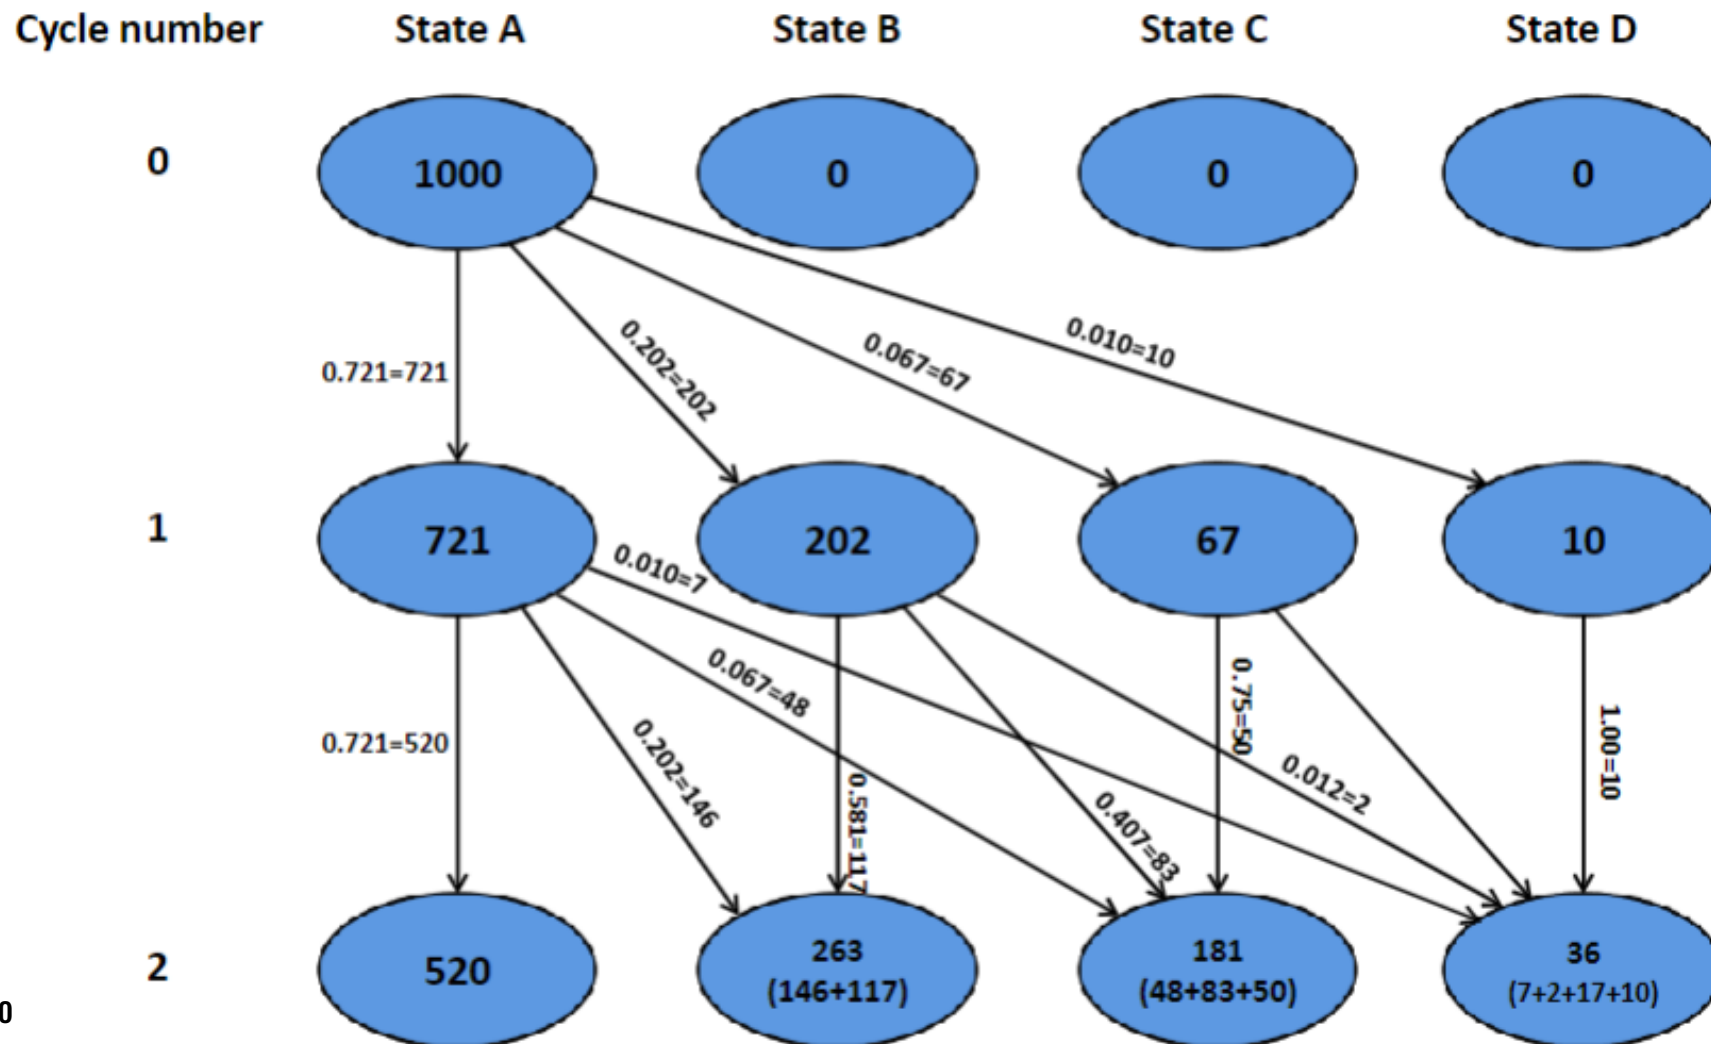 Cycle number State A State B State C State D
0 1000 0 0 0
0.721=721 0.202=202 0.067=67 0.010=10
1 721 202 67 10
0.010=7
0.067=48
0.721=520 0.202=146 0.581=117 0.407=83 0.75=50 0.012=2 1.00=10
2 520 263 181 36
(146+117) (48+83+50) (7+2+17+10)
0